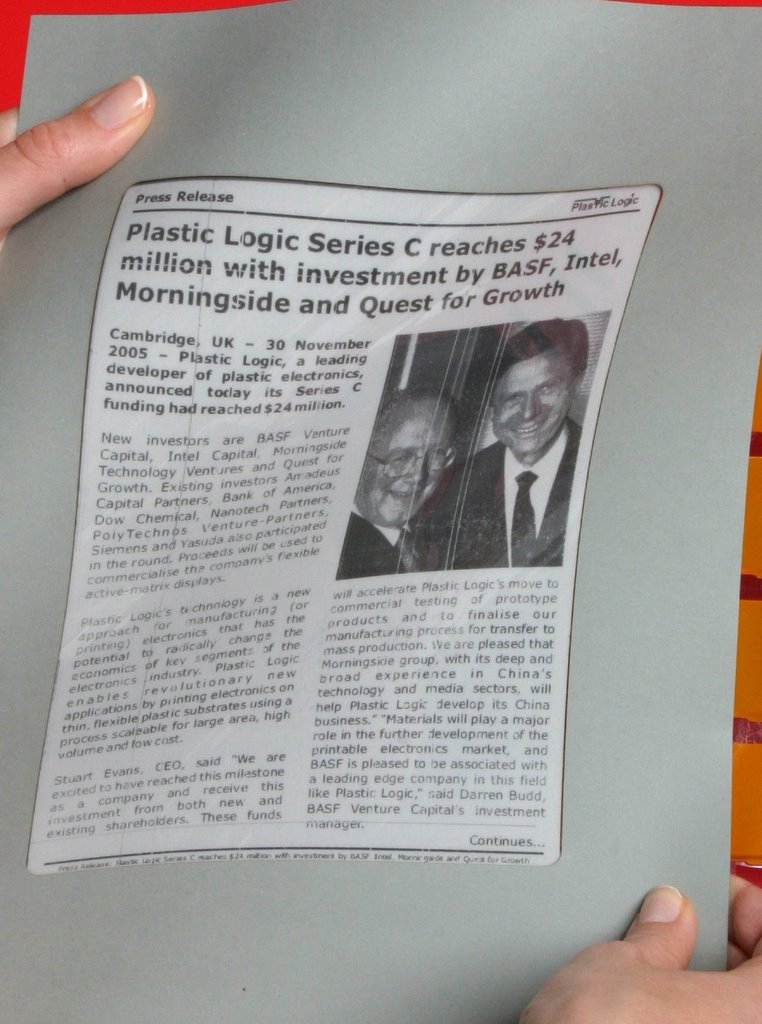 Press Release
Plastic Logic
Plastic Logic Series C reaches $24
million with investment by BASF, Intel,
Morningside and Quest for Growth
Cambridge, UK – 30 November
2005 – Plastic Logic, a leading
developer of plastic electronics,
announced today its Series C
funding had reached $24 million.
New investors are BASF Venture
Capital, Intel Capital, Morningside
Technology Ventures and Quest for
Growth. Existing investors Amadeus
Capital Partners, Bank of America,
Dow Chemical, Nanotech Partners,
PolyTechnos Venture-Partners,
Siemens and Yasuda also participated
in the round. Proceeds will be used to
commercialise the company's flexible
active-matrix displays.
Plastic Logic's technology is a new
approach for manufacturing (or
printing) electronics that has the
potential to radically change the
economics of key segments of the
electronics industry. Plastic Logic
enables revolutionary new
applications by printing electronics on
thin, flexible plastic substrates using a
process scaleable for large area, high
volume and low cost.
Stuart Evans, CEO, said "We are
excited to have reached this milestone
as a company and receive this
investment from both new and
existing shareholders. These funds
will accelerate Plastic Logic's move to
commercial testing of prototype
products and to finalise our
manufacturing process for transfer to
mass production. We are pleased that
Morningside group, with its deep and
broad experience in China's
technology and media sectors, will
help Plastic Logic develop its China
business." "Materials will play a major
role in the further development of the
printable electronics market, and
BASF is pleased to be associated with
a leading edge company in this field
like Plastic Logic," said Darren Budd,
BASF Venture Capital's investment
manager.
Continues...
Press Release. Plastic Logic Series C reaches $24 million with investment by BASF Intel, Morningside and Quest for Growth